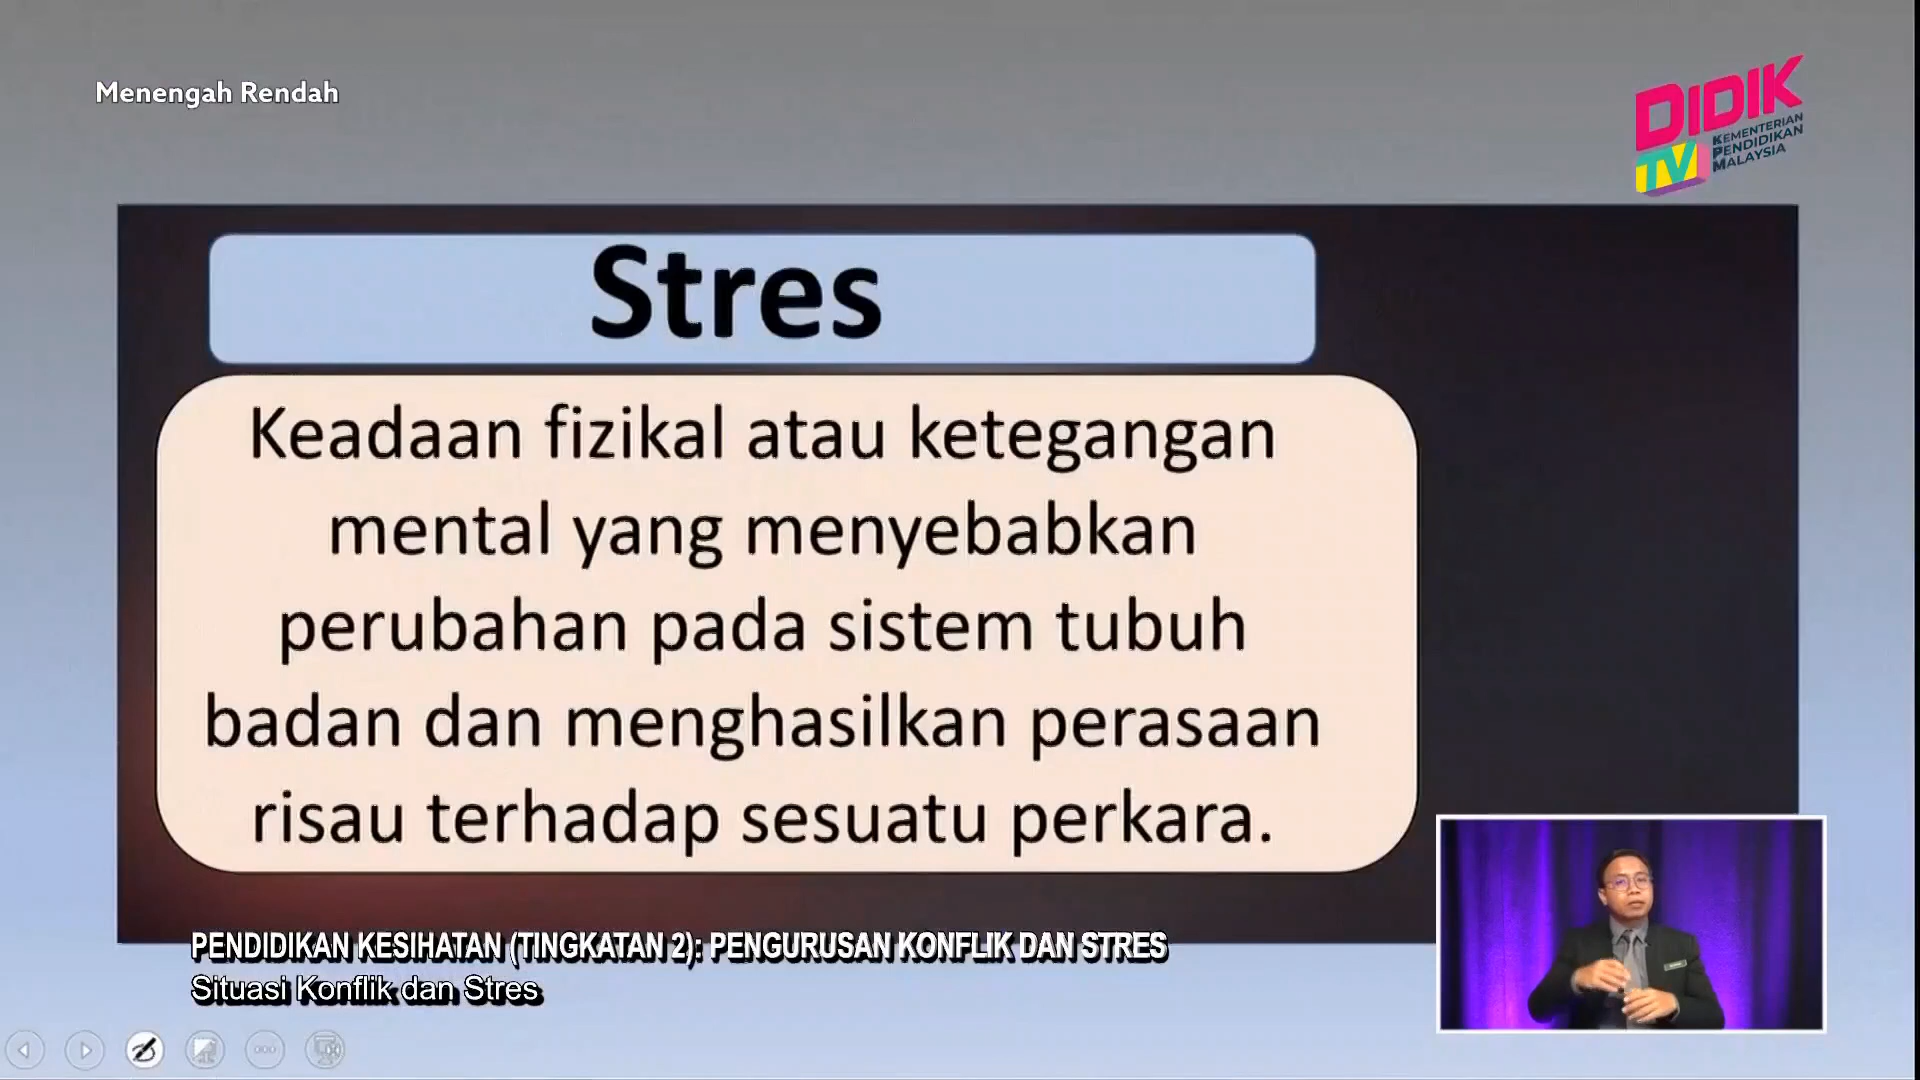 Menengah Rendah
DIDIK
TV
KEMENTERIAN
PENDIDIKAN
MALAYSIA
Stres
Keadaan fizikal atau ketegangan
mental yang menyebabkan
perubahan pada sistem tubuh
badan dan menghasilkan perasaan
risau terhadap sesuatu perkara.
PENDIDIKAN KESIHATAN (TINGKATAN 2): PENGURUSAN KONFLIK DAN STRES
Situasi Konflik dan Stres